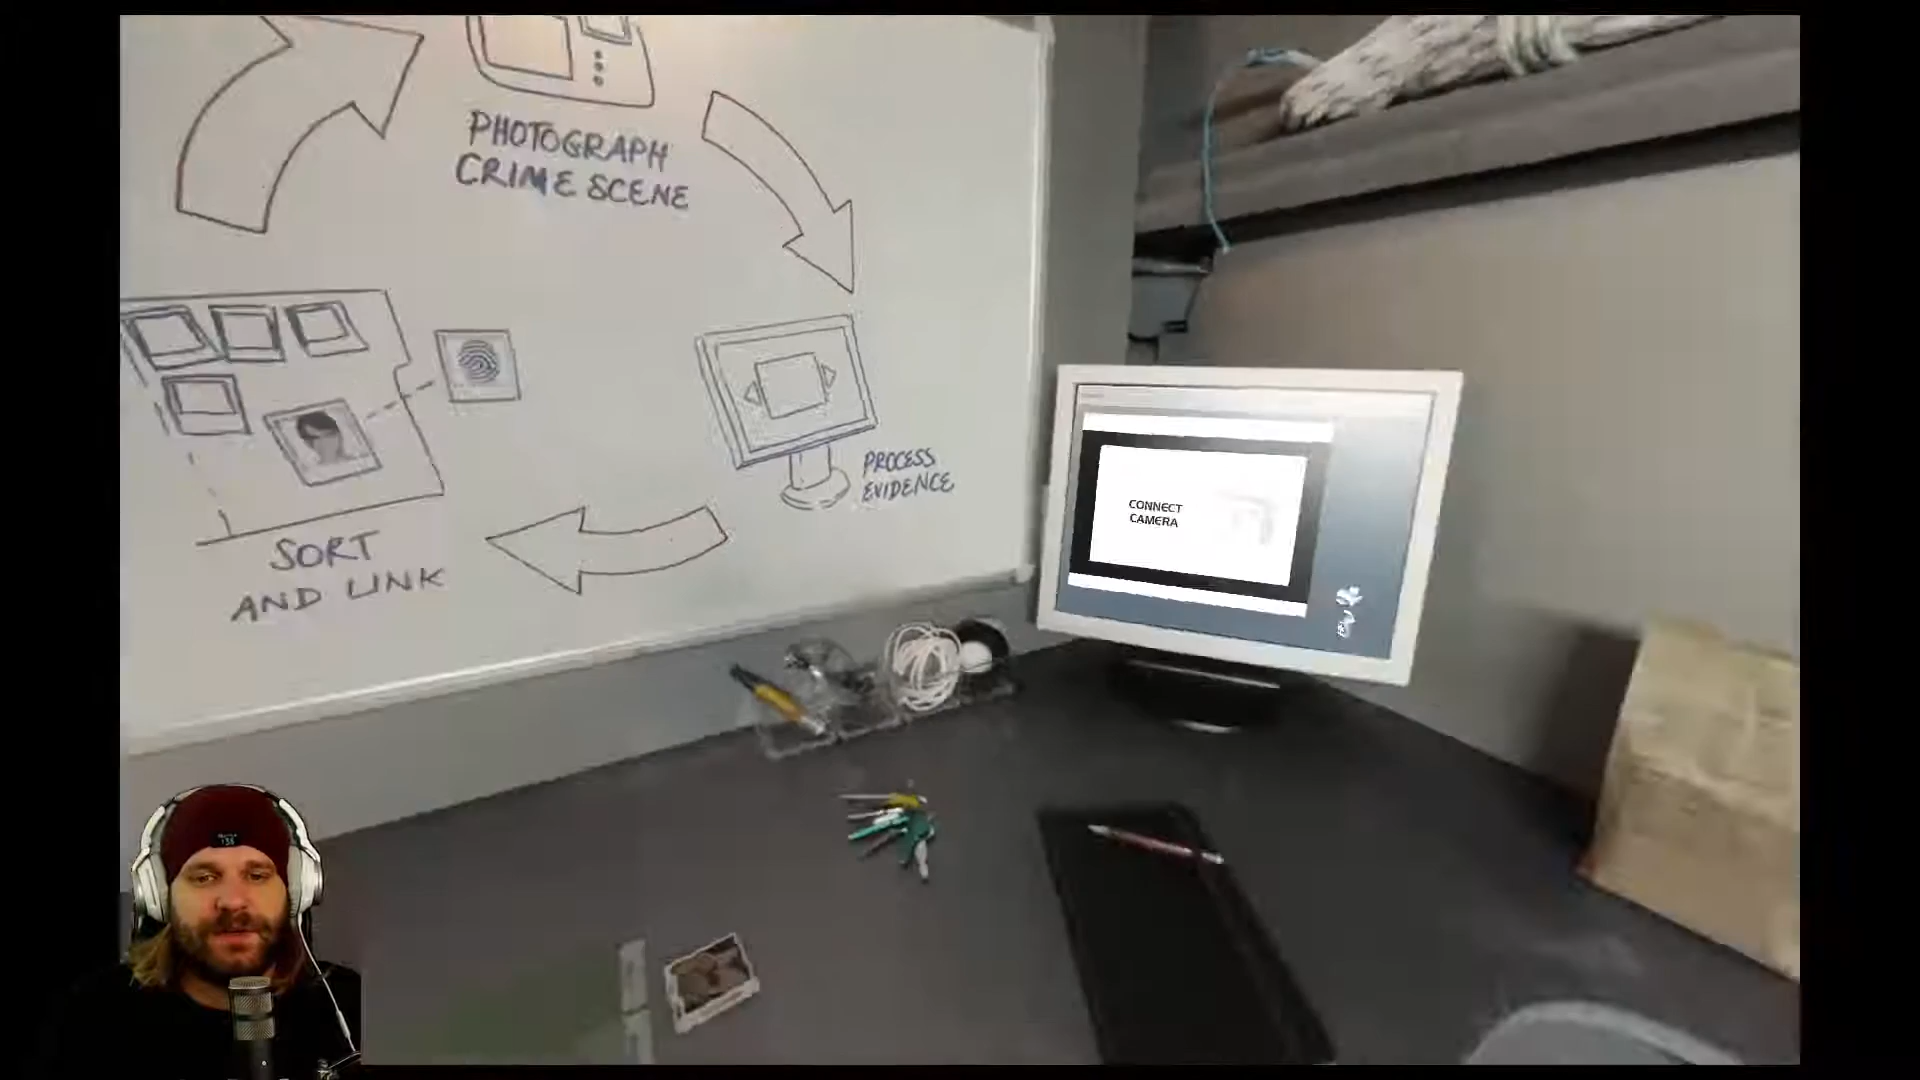 PHOTOGRAPH
CRIME SCENE
PROCESS
EVIDENCE
SORT
AND LINK
CONNECT
CAMERA